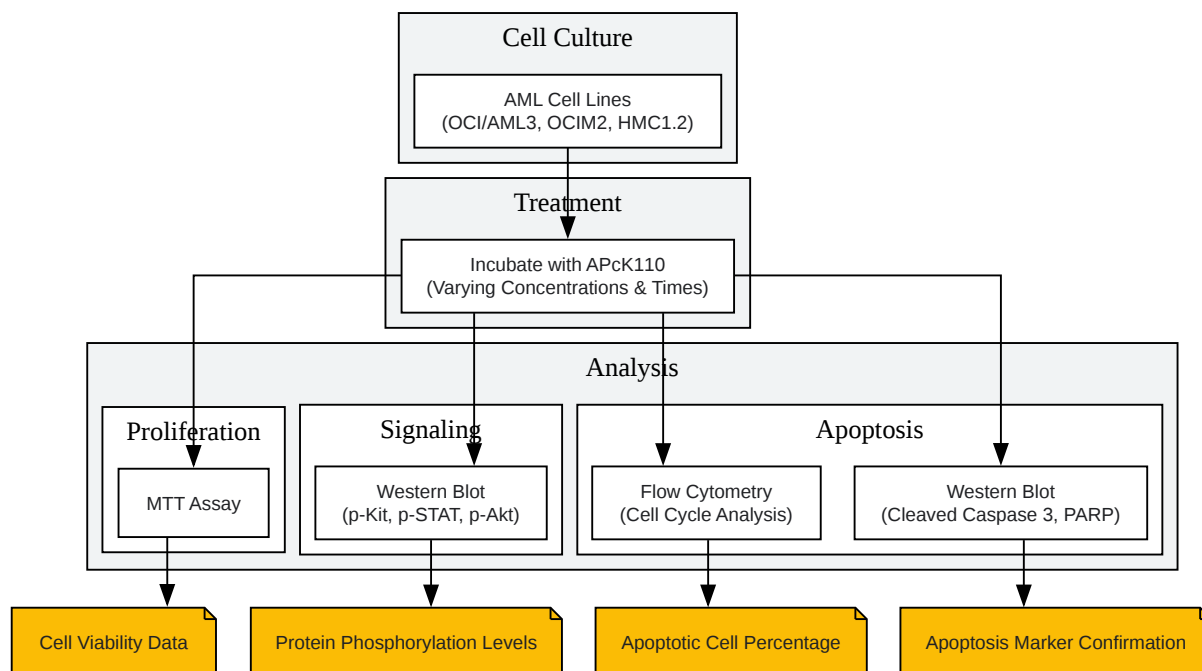 Cell Culture
AML Cell Lines
(OCI/AML3, OCIM2, HMC1.2)
Treatment
Incubate with APcK110
(Varying Concentrations & Times)
Analysis
Proliferation
Signaling
Apoptosis
MTT Assay
Western Blot
(p-Kit, p-STAT, p-Akt)
Flow Cytometry
(Cell Cycle Analysis)
Western Blot
(Cleaved Caspase 3, PARP)
Cell Viability Data
Protein Phosphorylation Levels
Apoptotic Cell Percentage
Apoptosis Marker Confirmation